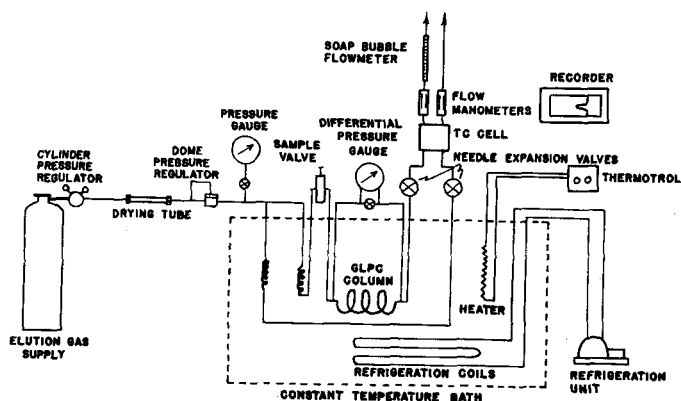 SOAP BUBBLE
FLOWMETER
RECORDER
FLOW
MANOMETERS
PRESSURE
GAUGE
DIFFERENTIAL
PRESSURE
GAUGE
TC CELL
SAMPLE
VALVE
NEEDLE EXPANSION VALVES
CYLINDER
PRESSURE
REGULATOR
DOME
PRESSURE
REGULATOR
THERMOTROL
DRYING TUBE
GLPC
COLUMN
HEATER
ELUTION GAS
SUPPLY
REFRIGERATION COILS
REFRIGERATION
UNIT
CONSTANT TEMPERATURE BATH